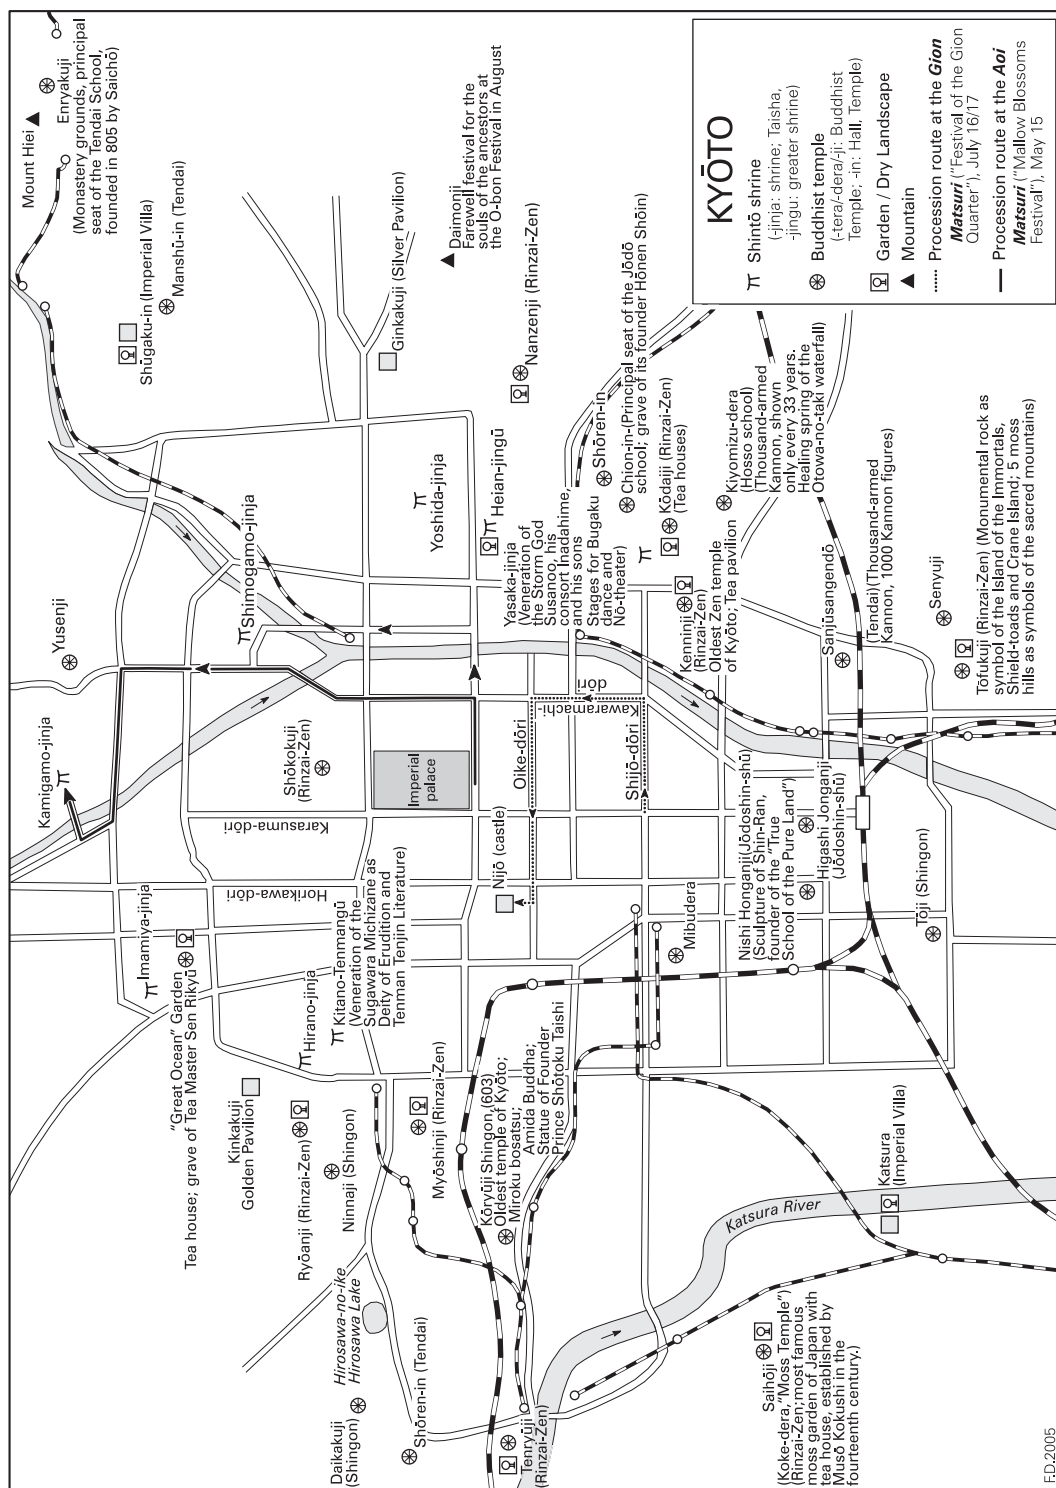 KYŌTO
Shintō shrine
(-jinja: shrine; Taisha,
-jingu: greater shrine)
Buddhist temple
(-tera/-dera/-ji: Buddhist
Temple; -in: Hall, Temple)
Garden / Dry Landscape
Mountain
Procession route at the Gion
Matsuri ("Festival of the Gion
Quarter"), July 16/17
Procession route at the Aoi
Matsuri ("Mallow Blossoms
Festival"), May 15
Mount Hiei
Enryakuji
(Monastery grounds, principal
seat of the Tendai School,
founded in 805 by Saichō)
Shūgaku-in (Imperial Villa)
Manshū-in (Tendai)
Ginkakuji (Silver Pavilion)
Daimonji
Farewell festival for the
souls of the ancestors at
the O-bon Festival in August
Nanzenji (Rinzai-Zen)
Shōren-in
Chion-in-(Principal seat of the Jōdō
school; grave of its founder Hōnen Shōin)
Kōdaiji (Rinzai-Zen)
(Tea houses)
Kiyomizu-dera
(Hosso school)
(Thousand-armed
Kannon, shown
only every 33 years.
Healing spring of the
Otowa-no-taki waterfall)
Yusenji
Shimogamo-jinja
Yoshida-jinja
Heian-jingū
Yasaka-jinja
(Veneration of
the Storm God
Susanoo, his
consort Inadahime,
and his sons
Stages for Bugaku
dance and
Nō-theater)
Kenninji
(Rinzai-Zen)
Oldest Zen temple
of Kyōto; Tea pavilion
Sanjūsangendō
(Tendai)(Thousand-armed
Kannon, 1000 Kannon figures)
Senyuji
Tōfukuji (Rinzai-Zen) (Monumental rock as
symbol of the Island of the Immortals,
Shield-toads and Crane Island; 5 moss
hills as symbols of the sacred mountains)
Kamigamo-jinja
Shōkokuji
(Rinzai-Zen)
Imperial
palace
Karasuma-dōri
Horikawa-dōri
Oike-dōri
Kawaramachi-
dōri
Shijō-dōri
Nijō (castle)
Imamiya-jinja
"Great Ocean" Garden
Tea house; grave of Tea Master Sen Rikyū
Hirano-jinja
Kitano-Tenmangū
(Veneration of the
Sugawara Michizane as
Deity of Erudition and
Tenman Tenjin Literature)
Mibudera
Nishi Honganji(Jōdoshin-shū)
(Sculpture of Shin-Ran,
founder of the "True
School of the Pure Land")
Higashi Jonganji
(Jōdoshin-shū)
Tōji (Shingon)
Kinkakuji
Golden Pavilion
Ryōanji (Rinzai-Zen)
Ninnaji (Shingon)
Myōshinji (Rinzai-Zen)
Kōryūji Shingon,(603)
Oldest temple of Kyōto;
Miroku bosatsu;
Amida Buddha;
Statue of Founder
Prince Shōtoku Taishi
Katsura
(Imperial Villa)
Katsura River
Hirosawa-no-ike
Hirosawa Lake
Daikakuji
(Shingon)
Shōren-in (Tendai)
Tenryūji
(Rinzai-Zen)
Saihōji
(Koke-dera, "Moss Temple")
(Rinzai-Zen; most famous
moss garden of Japan with
tea house, established by
Musō Kokushi in the
fourteenth century.)
F.D.2005